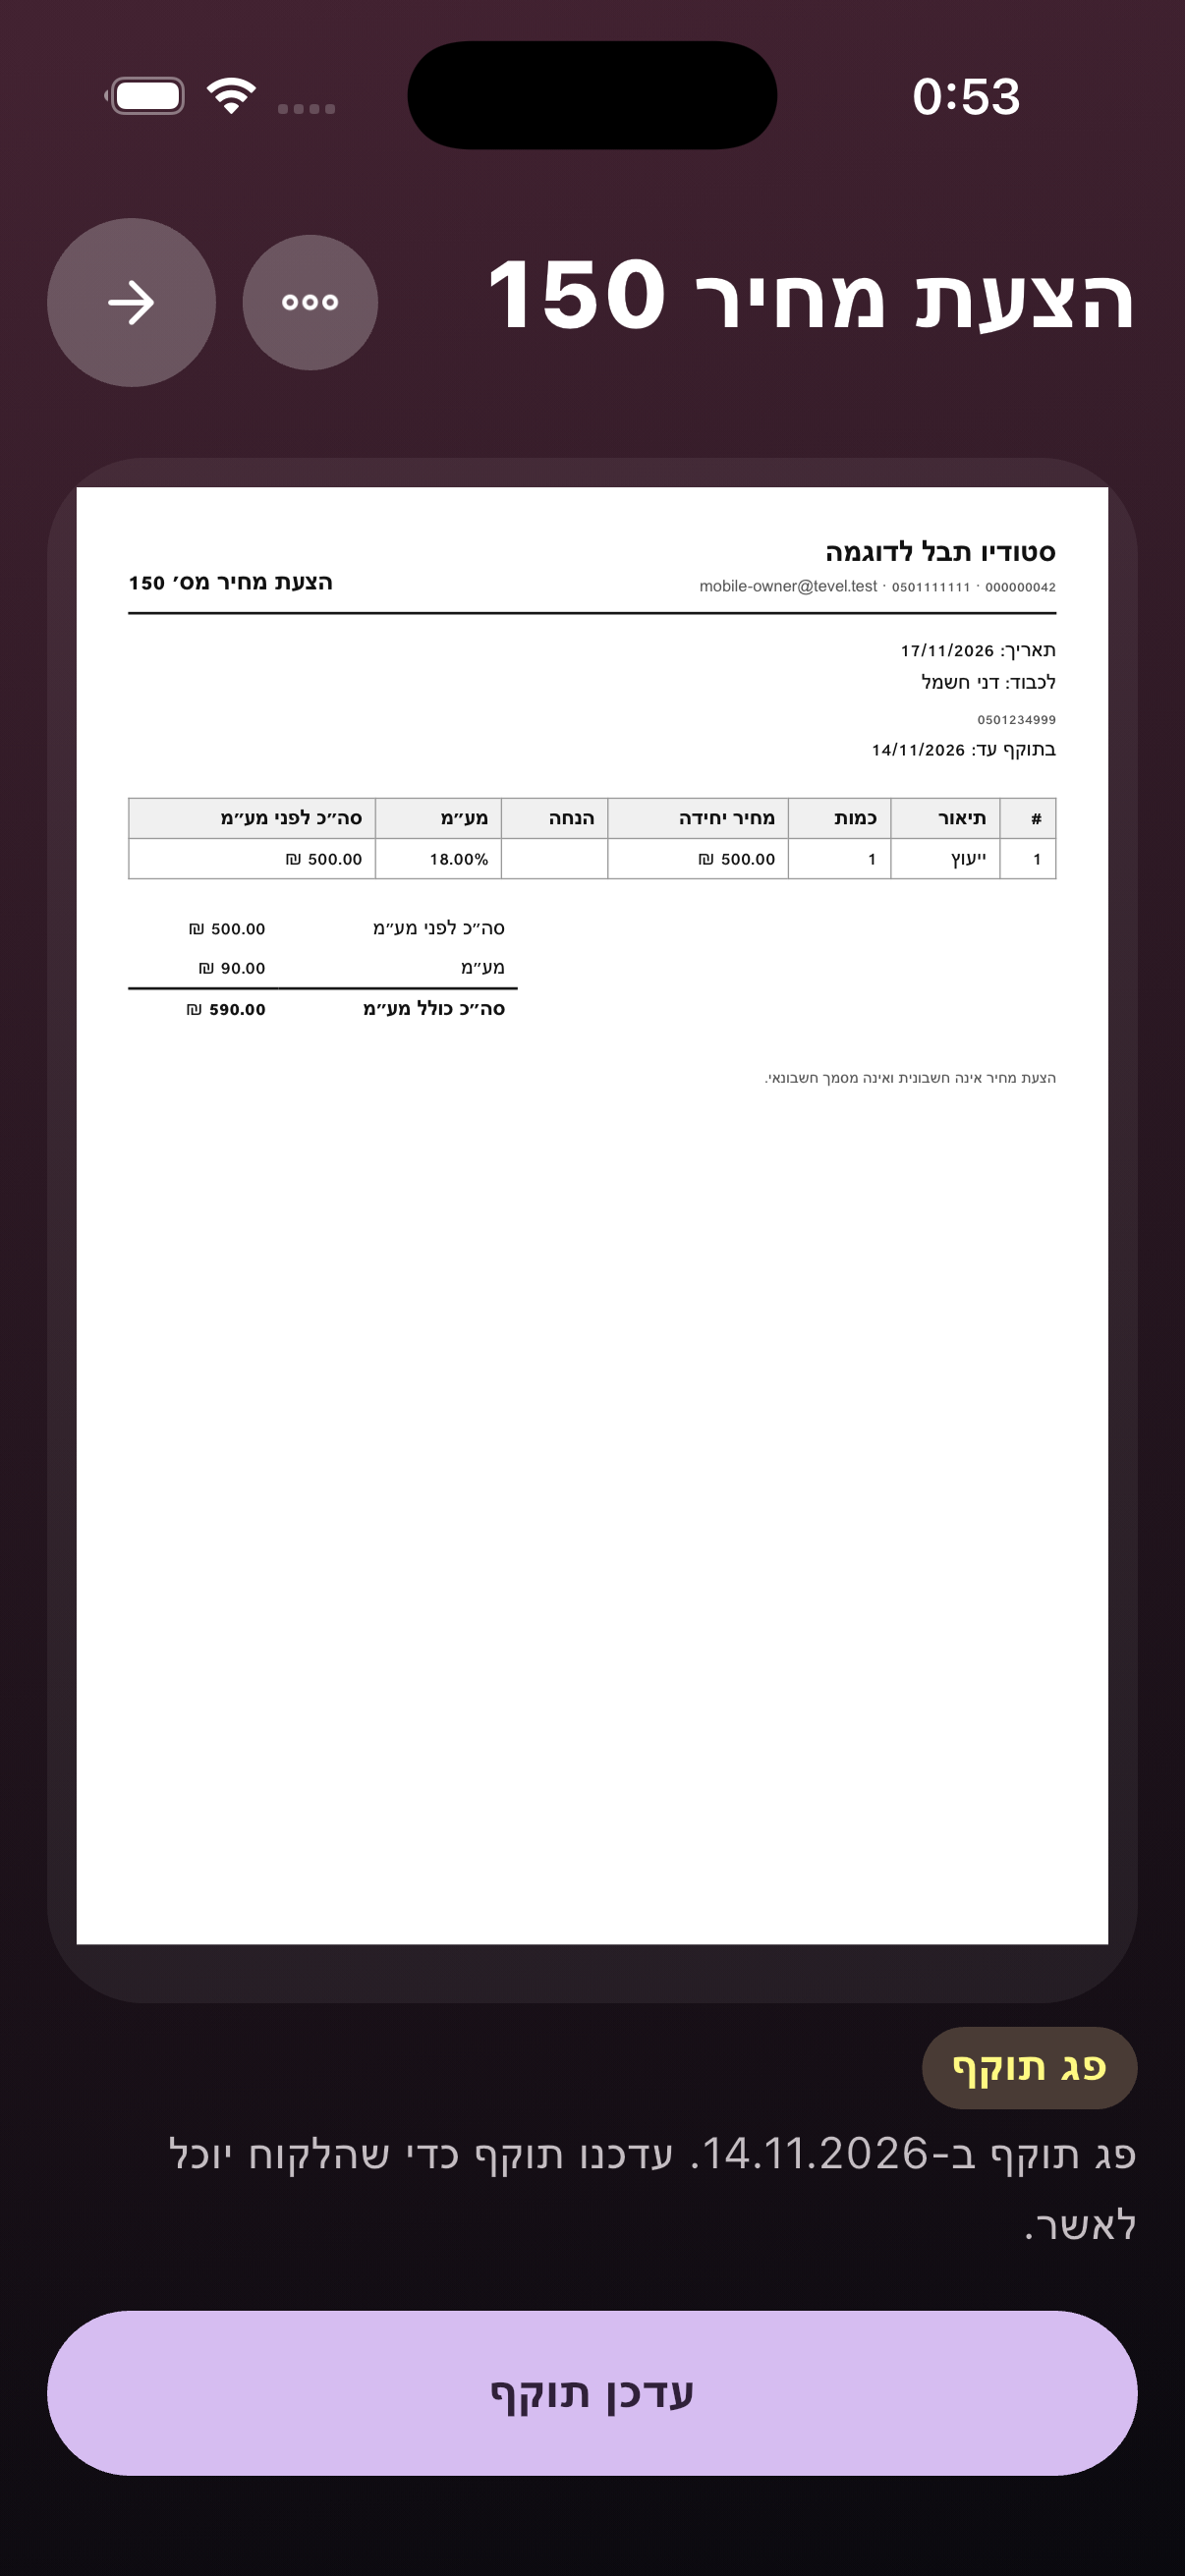 0:53
הצעת מחיר 150
סטודיו תבל לדוגמה
000000042 · 0501111111 · mobile-owner@tevel.test
הצעת מחיר מס׳ 150
תאריך: 17/11/2026
לכבוד: דני חשמל
0501234999
בתוקף עד: 14/11/2026
# תיאור כמות מחיר יחידה הנחה מע״מ סה״כ לפני מע״מ
1 ייעוץ 1 500.00 ₪ 18.00% 500.00 ₪
סה״כ לפני מע״מ 500.00 ₪
מע״מ 90.00 ₪
סה״כ כולל מע״מ 590.00 ₪
הצעת מחיר אינה חשבונית ואינה מסמך חשבונאי.
פג תוקף
פג תוקף ב-14.11.2026. עדכנו תוקף כדי שהלקוח יוכל
לאשר.
עדכן תוקף